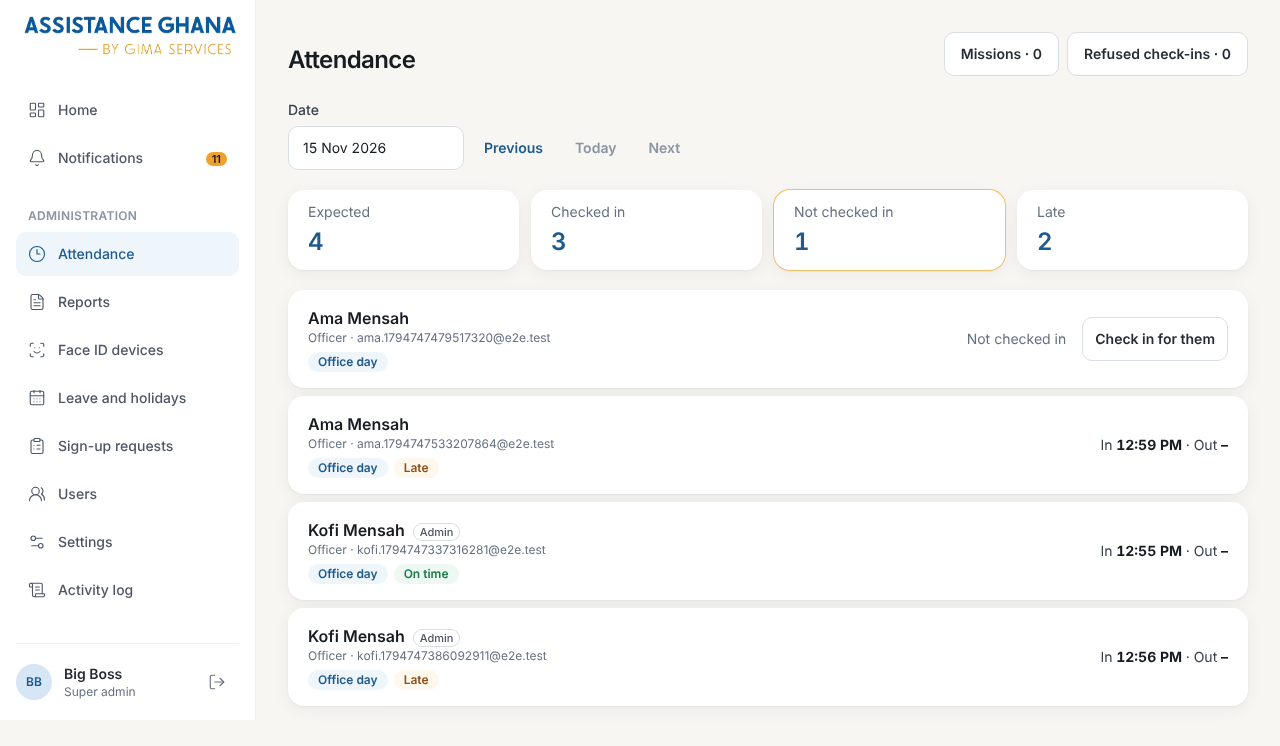 ASSISTANCE GHANA
BY GIMA SERVICES
Home
Notifications 11
ADMINISTRATION
Attendance
Reports
Face ID devices
Leave and holidays
Sign-up requests
Users
Settings
Activity log
BB
Big Boss
Super admin
Attendance
Missions · 0
Refused check-ins · 0
Date
15 Nov 2026
Previous
Today
Next
Expected
4
Checked in
3
Not checked in
1
Late
2
Ama Mensah
Officer · ama.1794747479517320@e2e.test
Office day
Not checked in
Check in for them
Ama Mensah
Officer · ama.1794747533207864@e2e.test
Office day
Late
In 12:59 PM · Out –
Kofi Mensah Admin
Officer · kofi.1794747337316281@e2e.test
Office day
On time
In 12:55 PM · Out –
Kofi Mensah Admin
Officer · kofi.1794747386092911@e2e.test
Office day
Late
In 12:56 PM · Out –